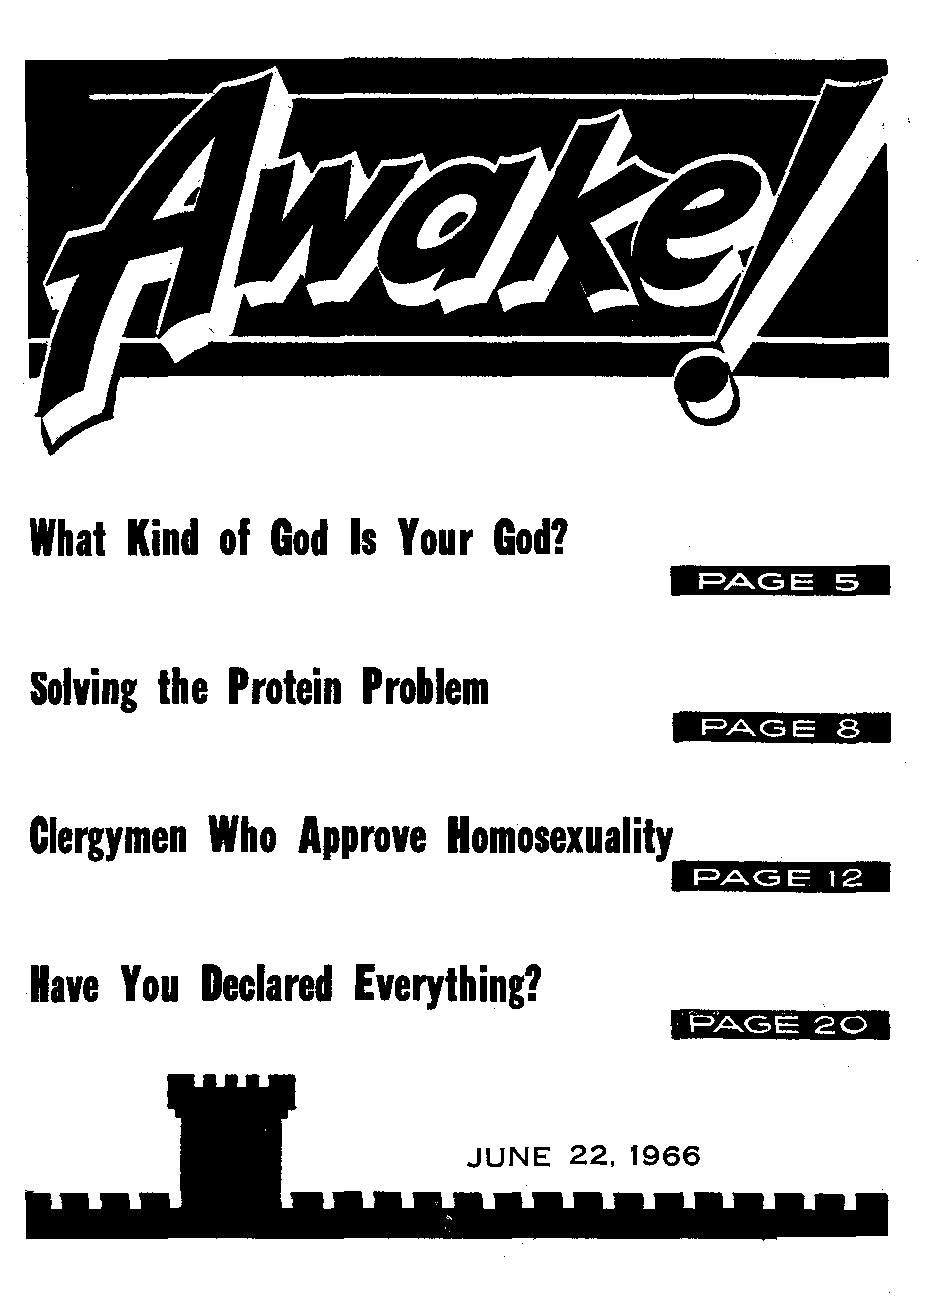 Awake!
What Kind of God Is Your God?
PAGE 5
Solving the Protein Problem
PAGE 8
Clergymen Who Approve Homosexuality
PAGE 12
Have You Declared Everything?
PAGE 20
JUNE 22, 1966